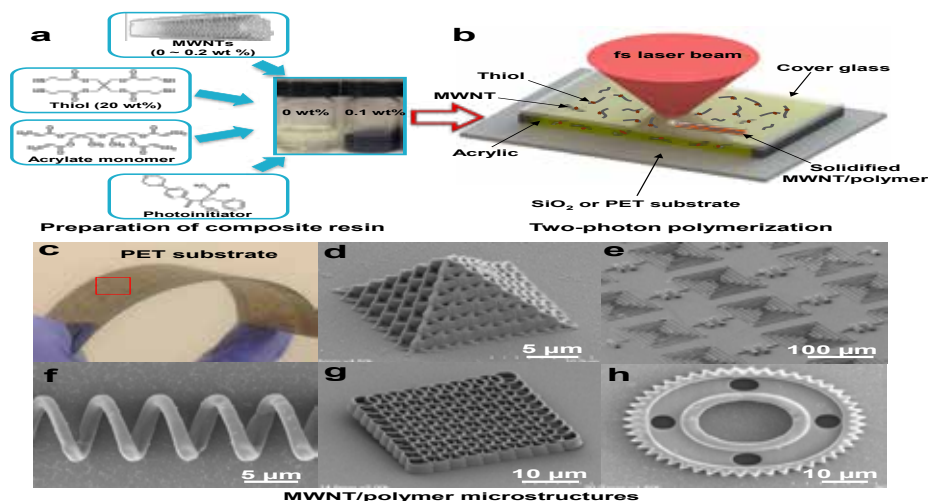 a
MWNTs
(0 ~ 0.2 wt %)
Thiol (20 wt%)
Acrylate monomer
Photoinitiator
0 wt%
0.1 wt%
Preparation of composite resin
b
fs laser beam
Thiol
MWNT
Acrylic
Cover glass
Solidified
MWNT/polymer
SiO₂ or PET substrate
Two-photon polymerization
c
PET substrate
d
5 µm
e
100 µm
f
5 µm
g
10 µm
h
10 µm
MWNT/polymer microstructures